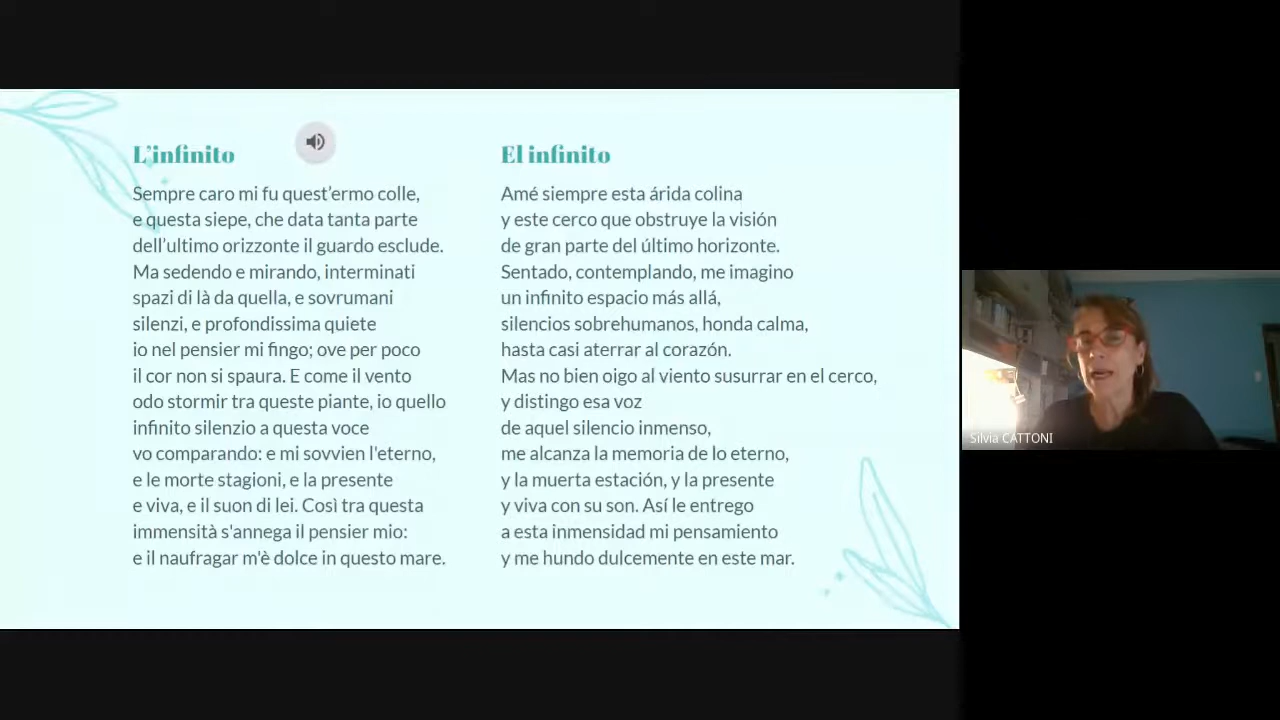 L'infinito
Sempre caro mi fu quest'ermo colle,
e questa siepe, che data tanta parte
dell'ultimo orizzonte il guardo esclude.
Ma sedendo e mirando, interminati
spazi di là da quella, e sovrumani
silenzi, e profondissima quiete
io nel pensier mi fingo; ove per poco
il cor non si spaura. E come il vento
odo stormir tra queste piante, io quello
infinito silenzio a questa voce
vo comparando: e mi sovvien l'eterno,
e le morte stagioni, e la presente
e viva, e il suon di lei. Così tra questa
immensità s'annega il pensier mio:
e il naufragar m'è dolce in questo mare.
El infinito
Amé siempre esta árida colina
y este cerco que obstruye la visión
de gran parte del último horizonte.
Sentado, contemplando, me imagino
un infinito espacio más allá,
silencios sobrehumanos, honda calma,
hasta casi aterrar al corazón.
Mas no bien oigo al viento susurrar en el cerco,
y distingo esa voz
de aquel silencio inmenso,
me alcanza la memoria de lo eterno,
y la muerta estación, y la presente
y viva con su son. Así le entrego
a esta inmensidad mi pensamiento
y me hundo dulcemente en este mar.
Silvia CATTONI